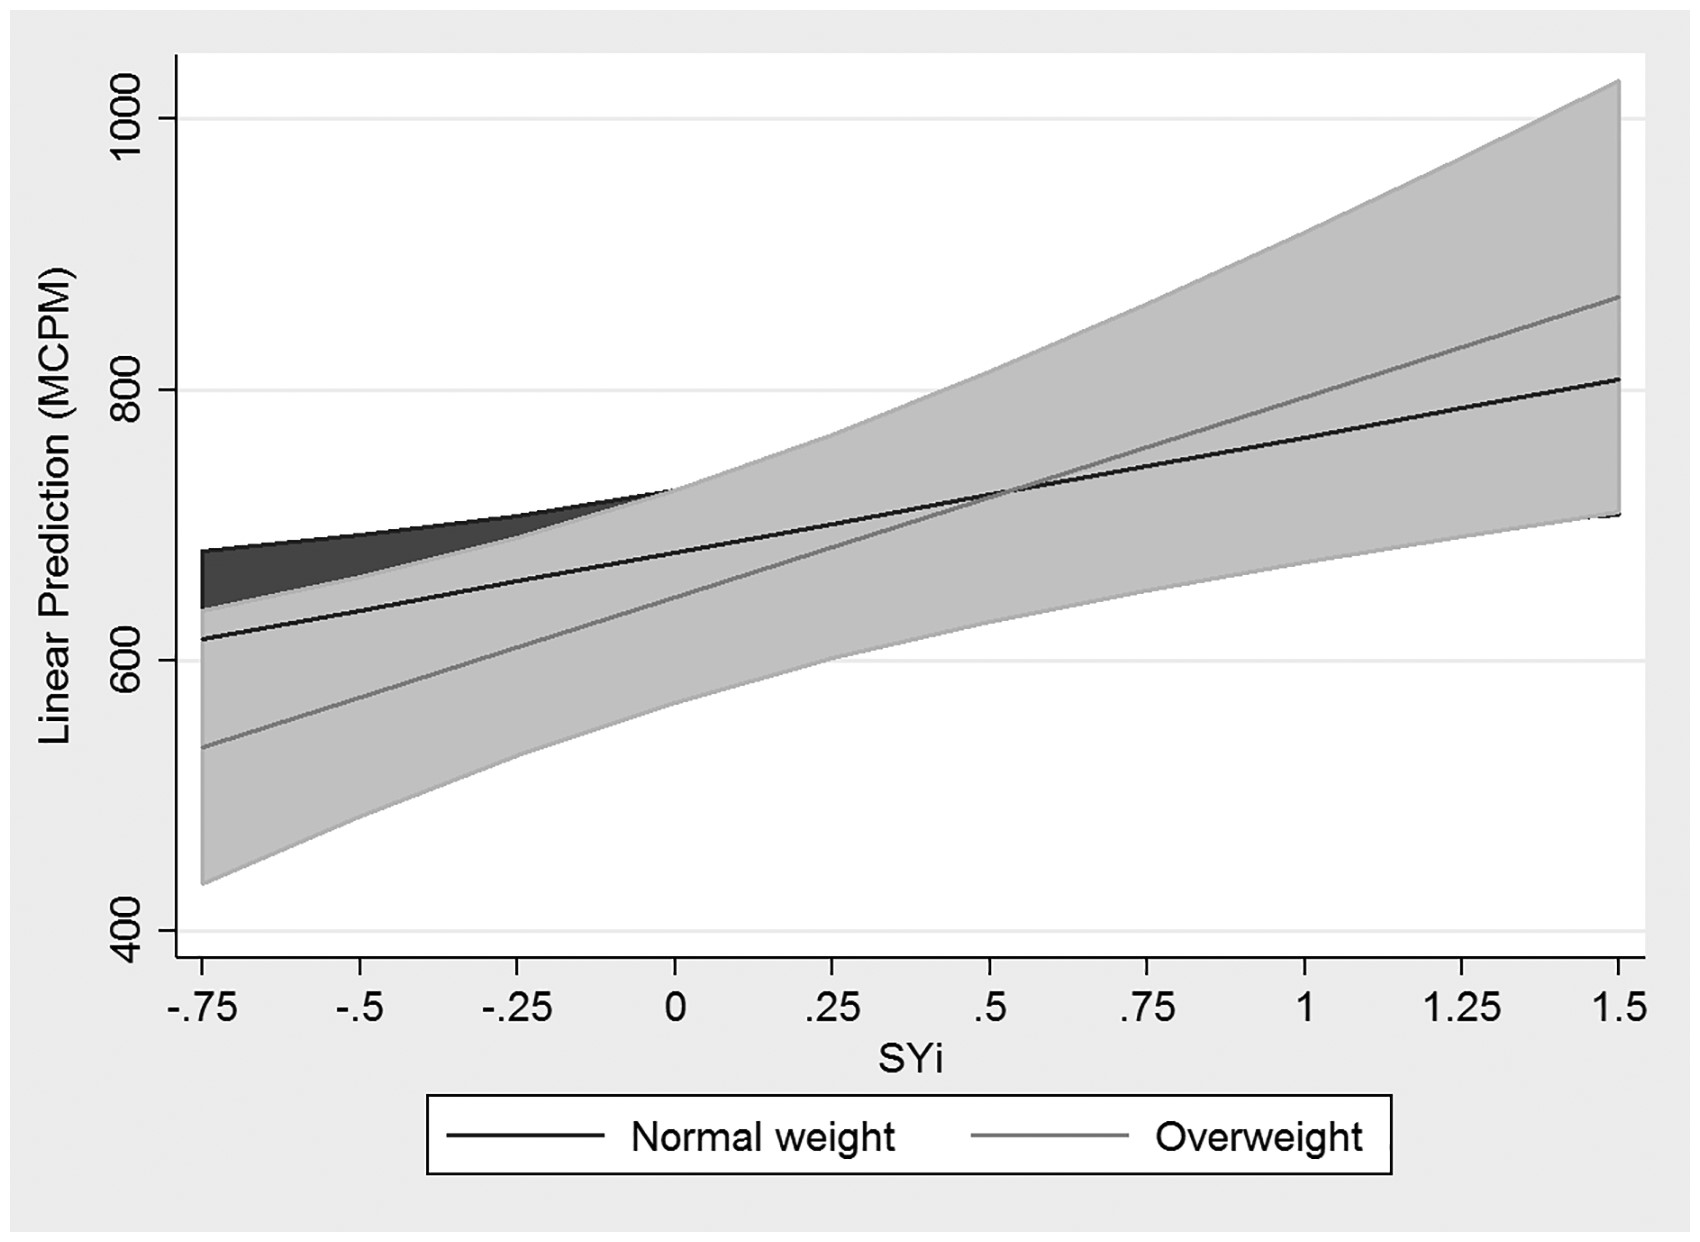 Linear Prediction (MCPM)
1000
800
600
400
-.75 -.5 -.25 0 .25 .5 .75 1 1.25 1.5
SYi
Normal weight Overweight